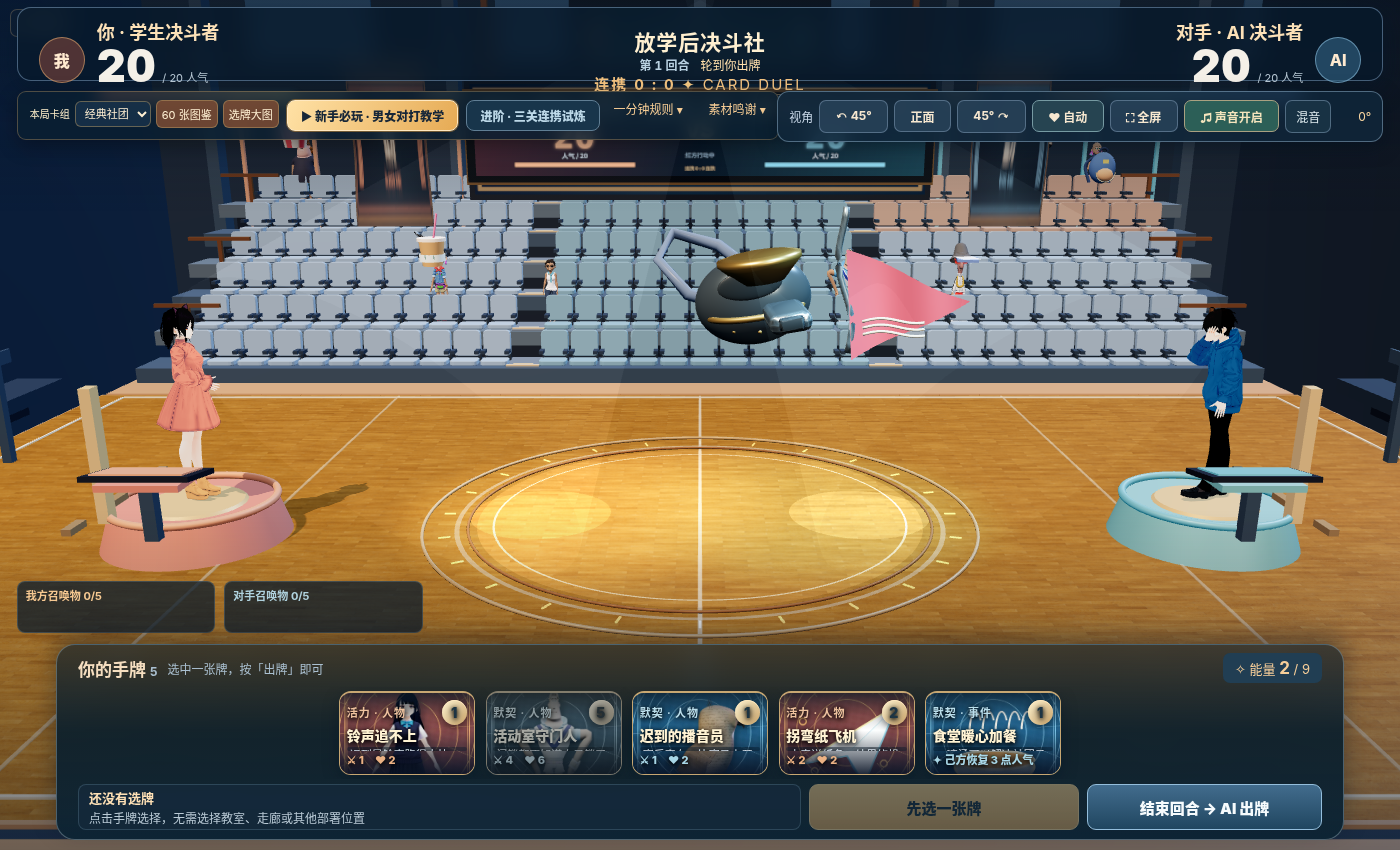 我
你 · 学生决斗者
20 / 20 人气
放学后决斗社
第 1 回合 轮到你出牌
连携 0 : 0 ✦ CARD DUEL
对手 · AI 决斗者
20 / 20 人气
AI
本局卡组 经典社团 60 张图鉴 选牌大图 ▶ 新手必玩 · 男女对打教学 进阶 · 三关连携试炼 一分钟规则 ▾ 素材鸣谢 ▾
视角 ↶ 45° 正面 45° ↷ ♥ 自动 ⛶ 全屏 ♫ 声音开启 混音 0°
20 20
人气 / 20 人气 / 20
我方召唤物 0/5
对手召唤物 0/5
你的手牌 5 选中一张牌，按「出牌」即可
✧ 能量 2 / 9
活力 · 人物 1
铃声追不上
⚔ 1 ♥ 2
默契 · 人物 5
活动室守门人
⚔ 4 ♥ 6
默契 · 人物 1
迟到的播音员
⚔ 1 ♥ 2
活力 · 人物 2
拐弯纸飞机
⚔ 2 ♥ 2
默契 · 事件 1
食堂暖心加餐
✦ 己方恢复 3 点人气
还没有选牌
点击手牌选择，无需选择教室、走廊或其他部署位置
先选一张牌
结束回合 → AI 出牌